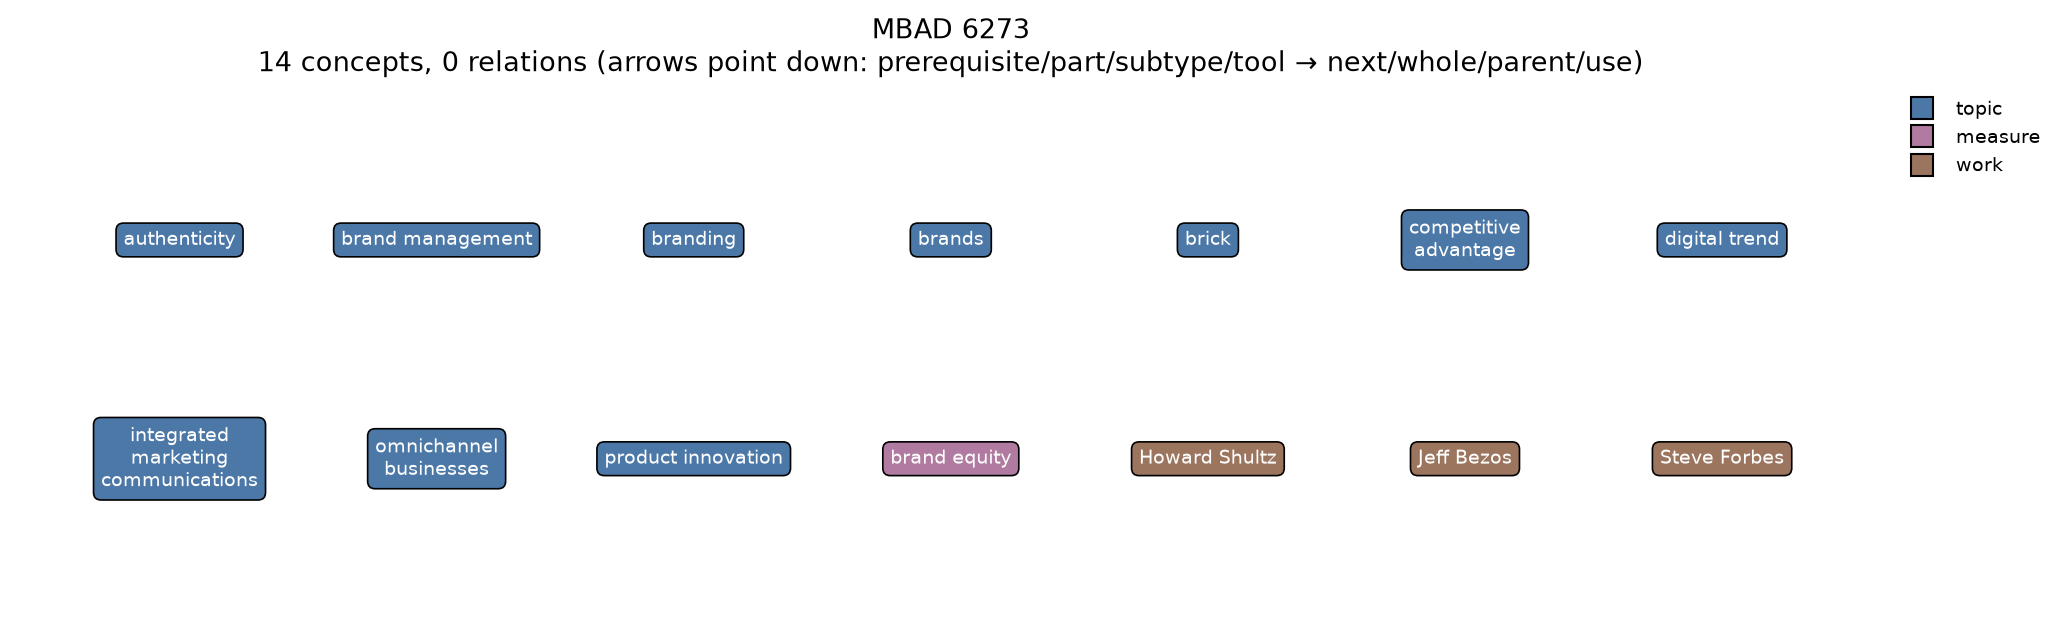 MBAD 6273
14 concepts, 0 relations (arrows point down: prerequisite/part/subtype/tool → next/whole/parent/use)
topic
measure
work
authenticity
brand management
branding
brands
brick
competitive
advantage
digital trend
integrated
marketing
communications
omnichannel
businesses
product innovation
brand equity
Howard Shultz
Jeff Bezos
Steve Forbes